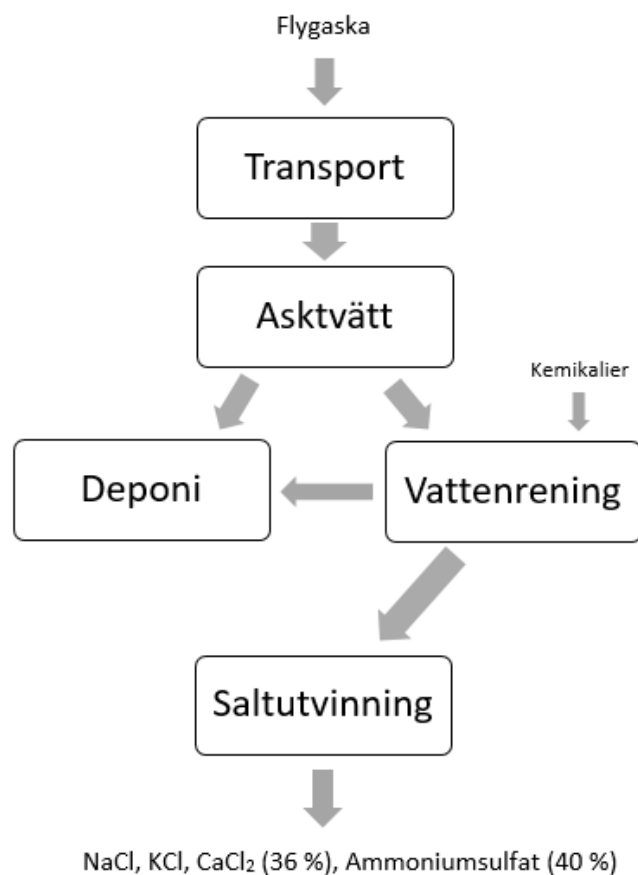 Flygaska
Transport
Asktvätt
Kemikalier
Deponi
Vattenrening
Saltutvinning
NaCl, KCl, CaCl₂ (36 %), Ammoniumsulfat (40 %)